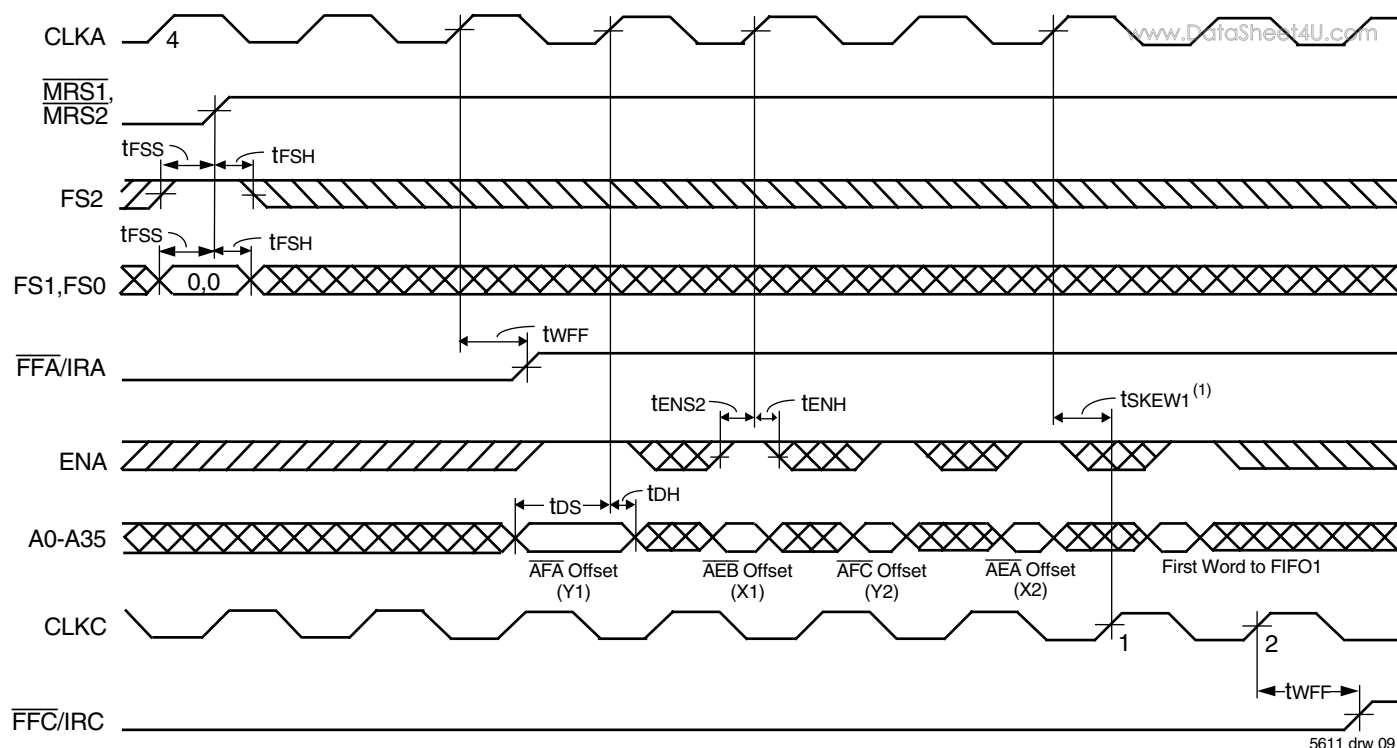 CLKA
4
www.DataSheet4U.com
MRS1,
MRS2
tFSS
tFSH
FS2
tFSS
tFSH
FS1,FS0
0,0
tWFF
FFA/IRA
tENS2
tENH
tSKEW1(1)
ENA
tDS
tDH
A0-A35
AFA Offset
(Y1)
AEB Offset
(X1)
AFC Offset
(Y2)
AEA Offset
(X2)
First Word to FIFO1
CLKC
1
2
tWFF
FFC/IRC
5611 drw 09